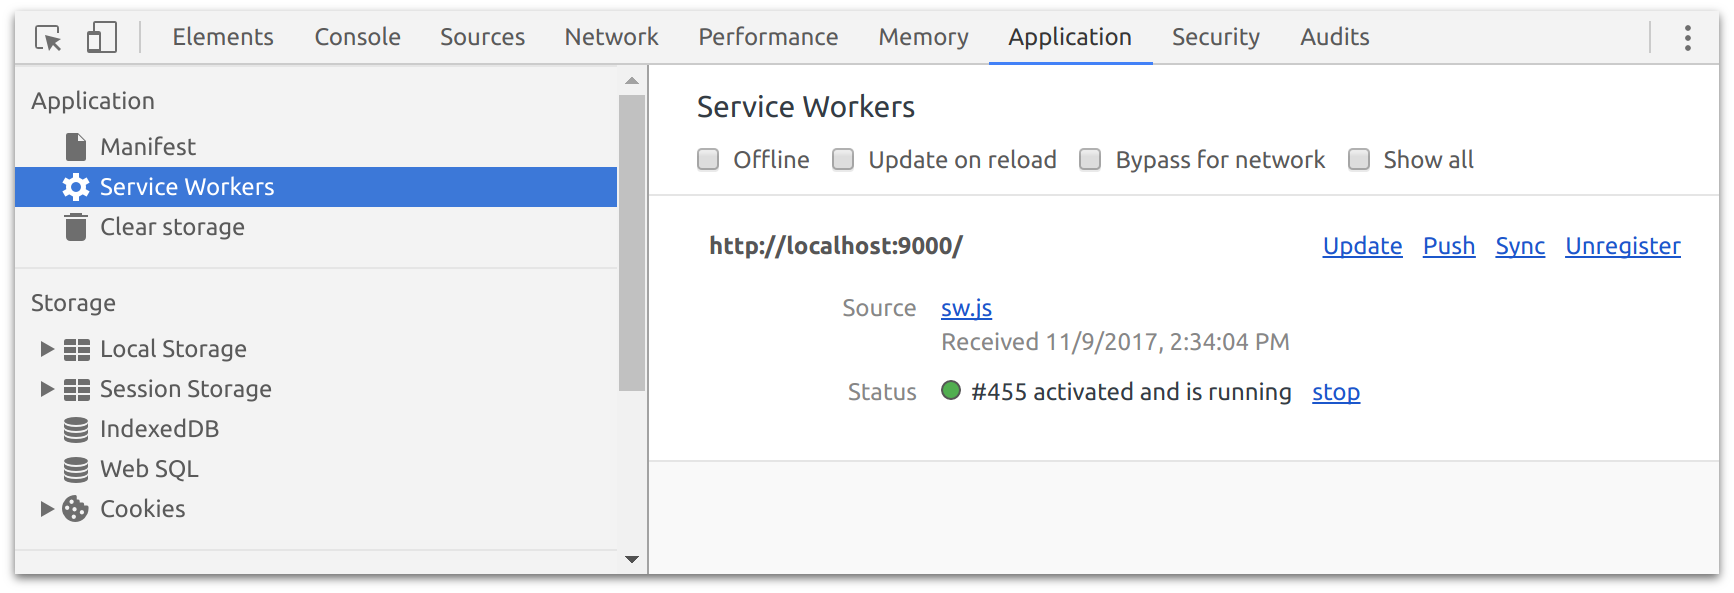 Elements Console Sources Network Performance Memory Application Security Audits
Application
Manifest
Service Workers
Clear storage
Storage
Local Storage
Session Storage
IndexedDB
Web SQL
Cookies
Service Workers
Offline Update on reload Bypass for network Show all
http://localhost:9000/ Update Push Sync Unregister
Source sw.js
Received 11/9/2017, 2:34:04 PM
Status #455 activated and is running stop